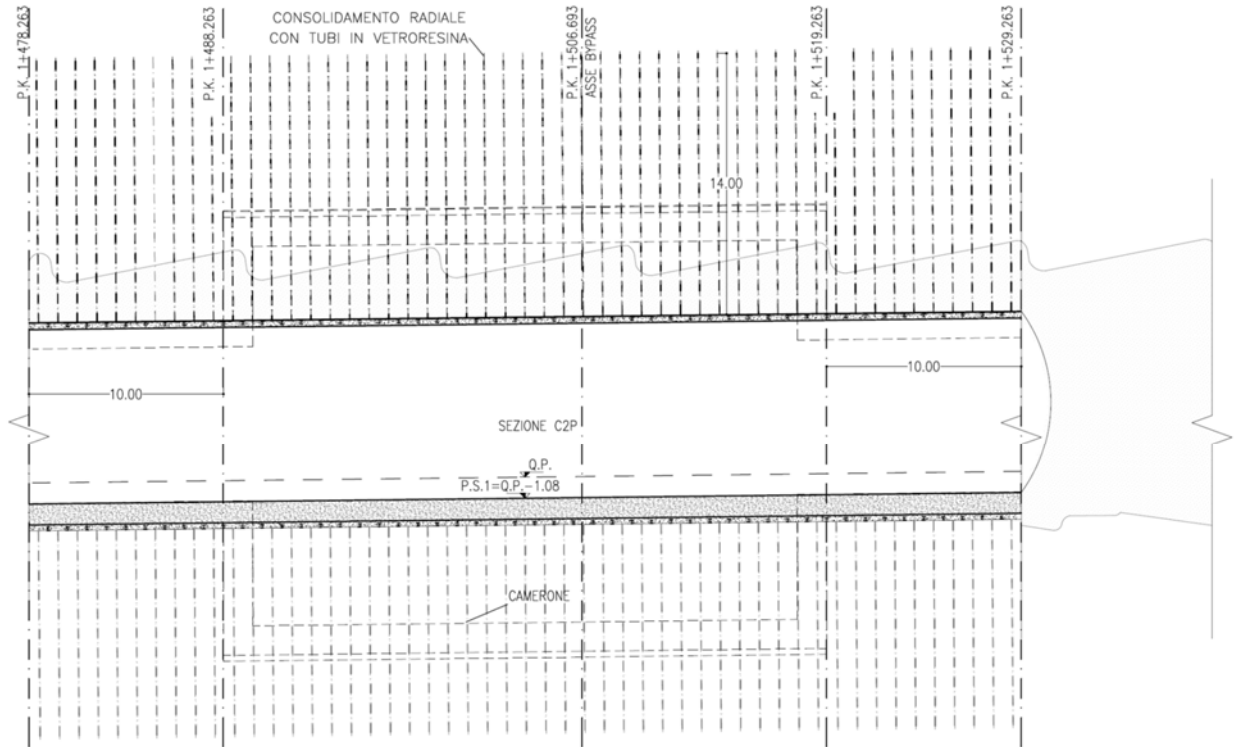 P.K. 1+478.263
CONSOLIDAMENTO RADIALE
CON TUBI IN VETRORESINA
P.K. 1+488.263
P.K. 1+506.693
ASSE BYPASS
P.K. 1+519.263
P.K. 1+529.263
14.00
10.00
10.00
SEZIONE C2P
Q.P.
P.S.1=Q.P.-1.08
CAMERONE